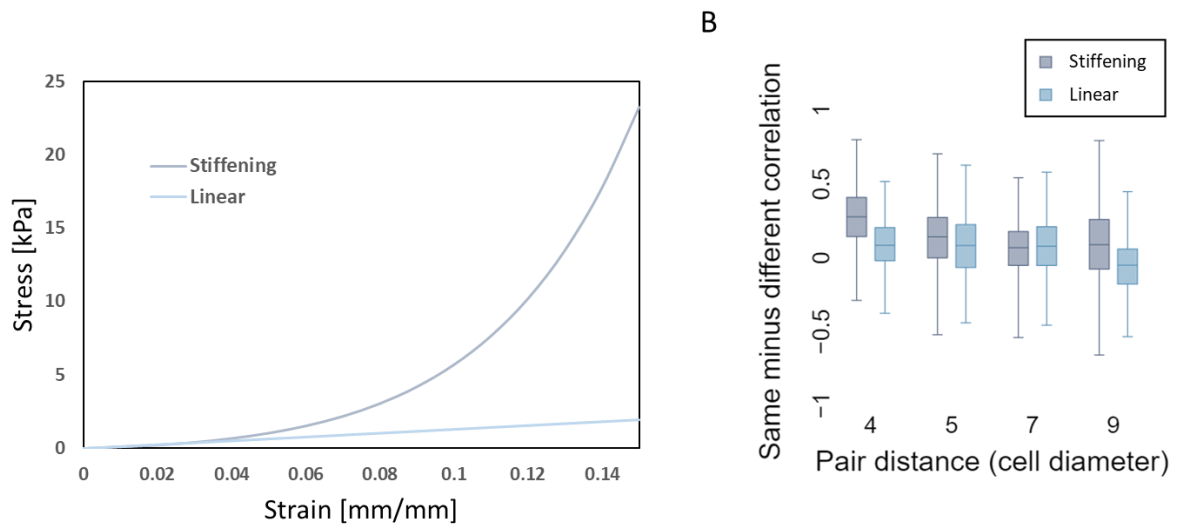 B
25
20
15
10
5
0
Stress [kPa]
Stiffening
Linear
0 0.02 0.04 0.06 0.08 0.1 0.12 0.14
Strain [mm/mm]
Stiffening
Linear
Same minus different correlation
1
0.5
0
−0.5
−1
4 5 7 9
Pair distance (cell diameter)